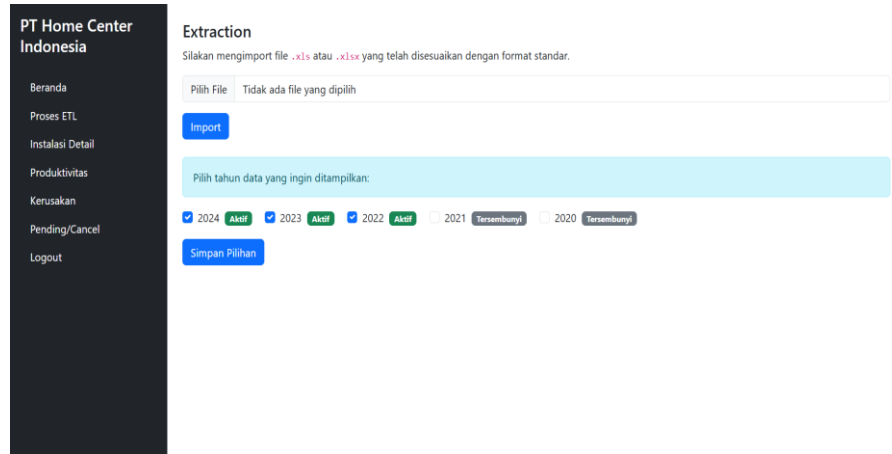 PT Home Center
Indonesia
Beranda
Proses ETL
Instalasi Detail
Produktivitas
Kerusakan
Pending/Cancel
Logout
Extraction
Silakan mengimport file .xls atau .xlsx yang telah disesuaikan dengan format standar.
Pilih File Tidak ada file yang dipilih
Import
Pilih tahun data yang ingin ditampilkan:
2024 Aktif 2023 Aktif 2022 Aktif 2021 Tersembunyi 2020 Tersembunyi
Simpan Pilihan